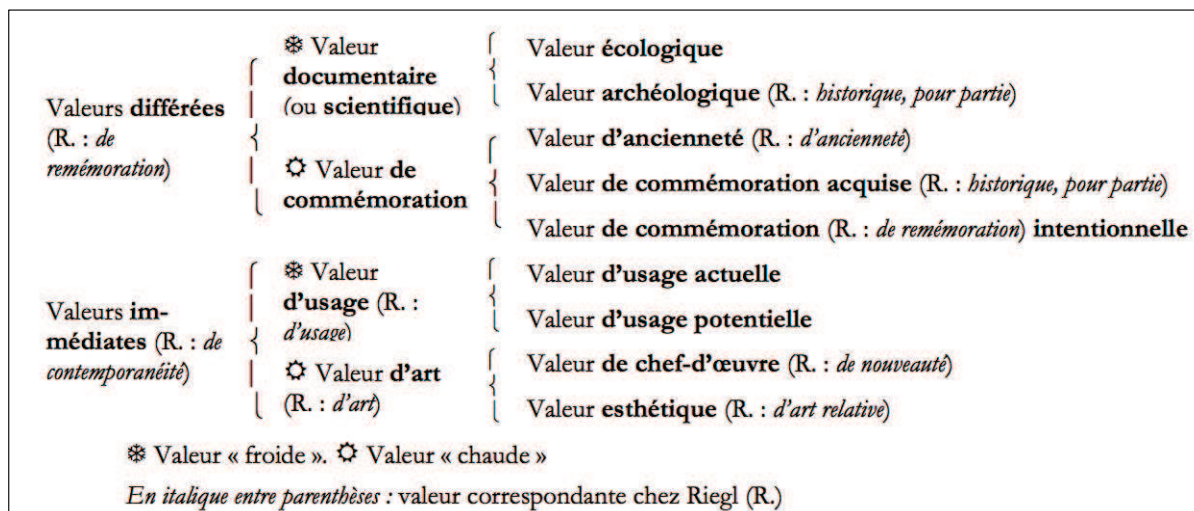 ❄ Valeur
documentaire
(ou scientifique)
Valeur écologique
Valeur archéologique (R. : historique, pour partie)
Valeurs différées
(R. : de
remémoration)
☼ Valeur de
commémoration
Valeur d'ancienneté (R. : d'ancienneté)
Valeur de commémoration acquise (R. : historique, pour partie)
Valeur de commémoration (R. : de remémoration) intentionnelle
Valeurs im-
médiates (R. : de
contemporanéité)
❄ Valeur
d'usage (R. :
d'usage)
Valeur d'usage actuelle
Valeur d'usage potentielle
☼ Valeur d'art
(R. : d'art)
Valeur de chef-d'œuvre (R. : de nouveauté)
Valeur esthétique (R. : d'art relative)
❄ Valeur « froide ». ☼ Valeur « chaude »
En italique entre parenthèses : valeur correspondante chez Riegl (R.)